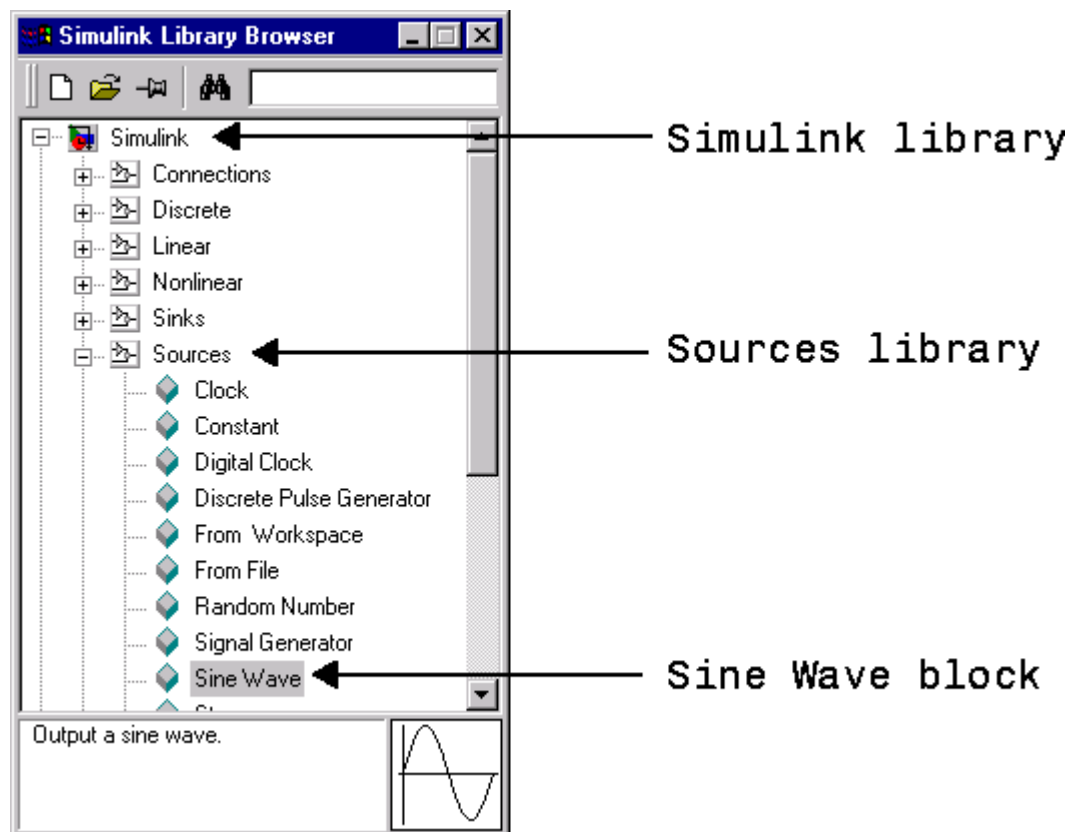 Simulink Library Browser
Simulink
Simulink library
Connections
Discrete
Linear
Nonlinear
Sinks
Sources
Sources library
Clock
Constant
Digital Clock
Discrete Pulse Generator
From Workspace
From File
Random Number
Signal Generator
Sine Wave
Sine Wave block
Output a sine wave.